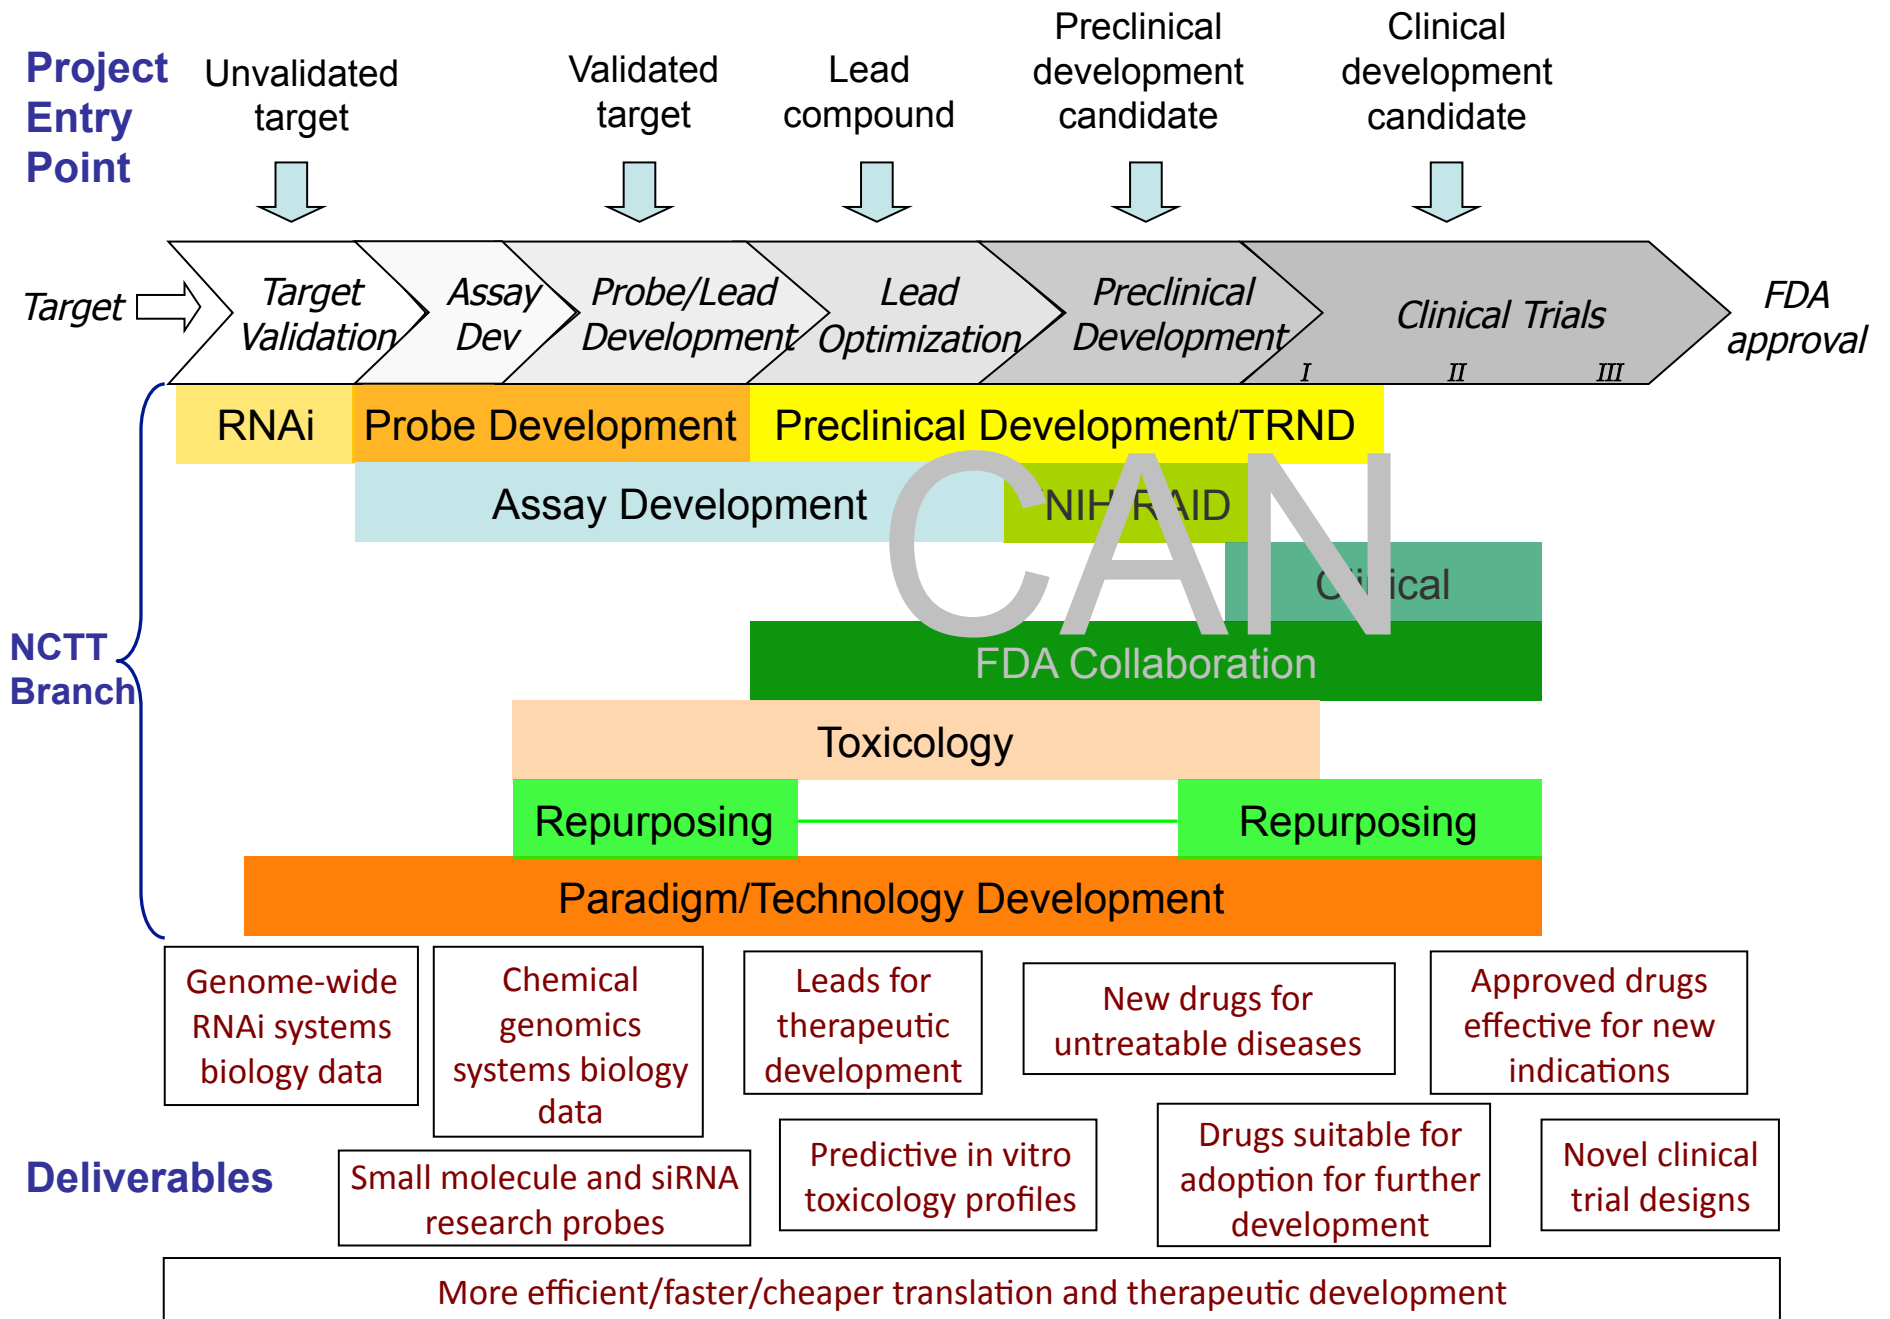 Project
Entry
Point
Unvalidated
target
Validated
target
Lead
compound
Preclinical
development
candidate
Clinical
development
candidate
Target
Target
Validation
Assay
Dev
Probe/Lead
Development
Lead
Optimization
Preclinical
Development
Clinical Trials
I II III
FDA
approval
NCTT
Branch
RNAi
Probe Development
Preclinical Development/TRND
Assay Development
NIH-RAID
CAN
Clinical
FDA Collaboration
Toxicology
Repurposing
Repurposing
Paradigm/Technology Development
Deliverables
Genome-wide
RNAi systems
biology data
Chemical
genomics
systems biology
data
Leads for
therapeutic
development
New drugs for
untreatable diseases
Approved drugs
effective for new
indications
Small molecule and siRNA
research probes
Predictive in vitro
toxicology profiles
Drugs suitable for
adoption for further
development
Novel clinical
trial designs
More efficient/faster/cheaper translation and therapeutic development